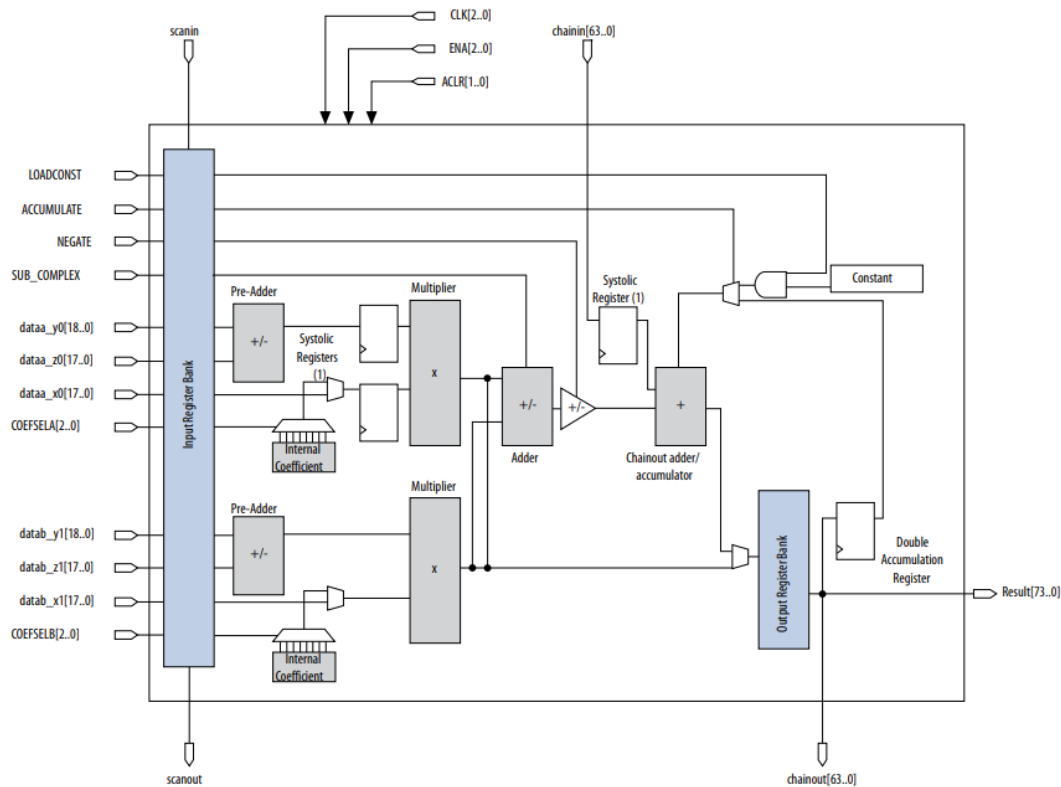 CLK[2..0]
scanin
chainin[63..0]
ENA[2..0]
ACLR[1..0]
LOADCONST
ACCUMULATE
NEGATE
SUB_COMPLEX
dataa_y0[18..0]
dataa_z0[17..0]
dataa_x0[17..0]
COEFSELA[2..0]
datab_y1[18..0]
datab_z1[17..0]
datab_x1[17..0]
COEFSELB[2..0]
Input Register Bank
Pre-Adder
+/-
Systolic
Registers
(1)
Internal
Coefficient
Multiplier
x
Pre-Adder
+/-
Internal
Coefficient
Multiplier
x
+/-
Adder
+/-
Systolic
Register (1)
+
Chainout adder/
accumulator
Constant
Output Register Bank
Double
Accumulation
Register
Result[73..0]
scanout
chainout[63..0]